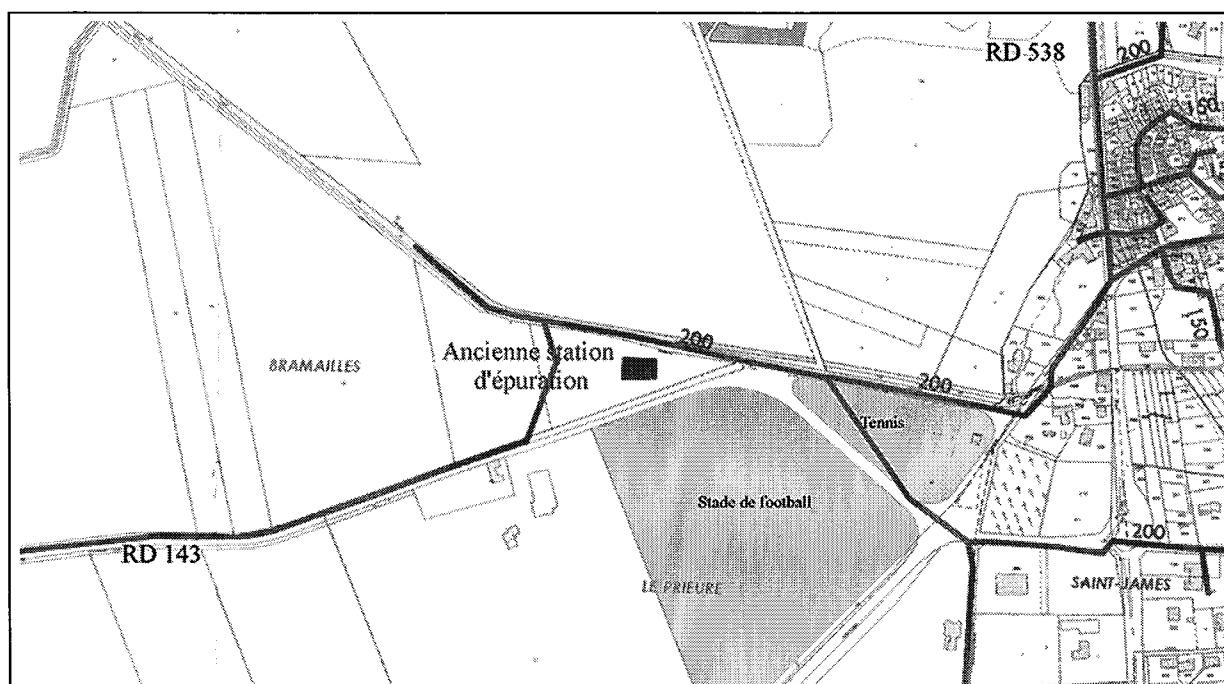 RD 538
200
150
BRAMAILLES
Ancienne station
d'épuration
200
200
150
Tennis
Stade de football
RD 143
LE PRIEURE
200
SAINT-JAMES